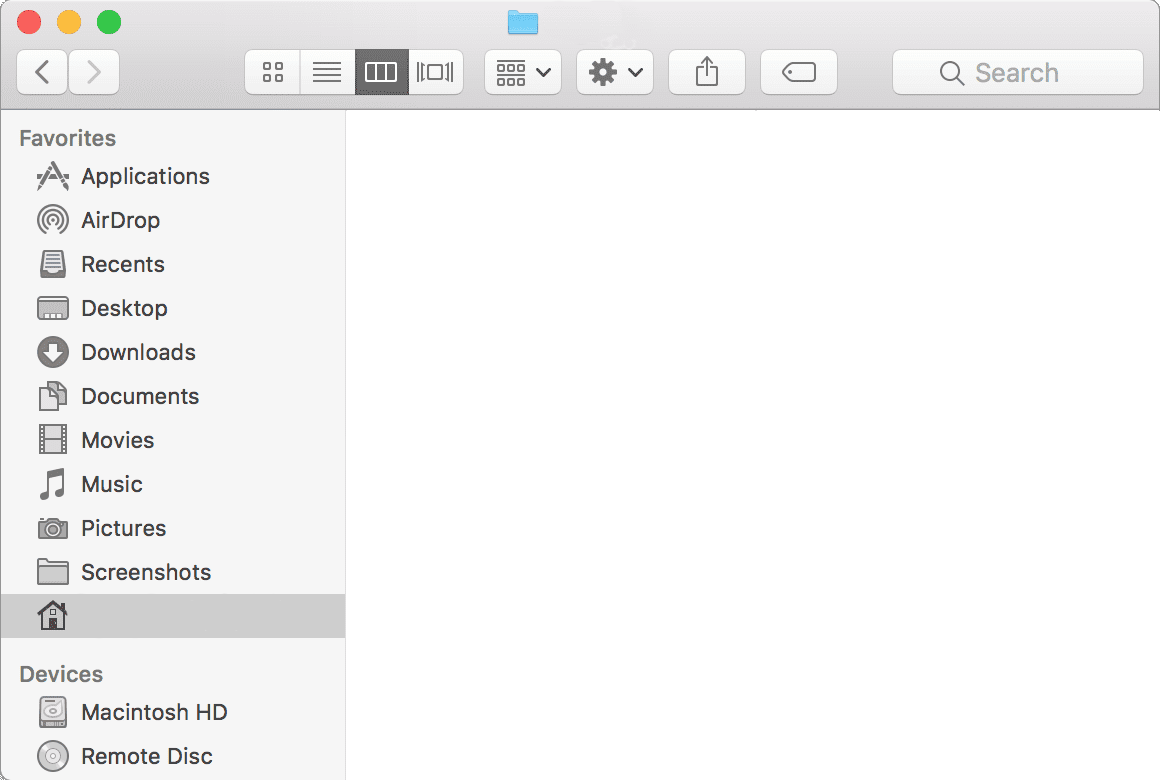 Search
Favorites
Applications
AirDrop
Recents
Desktop
Downloads
Documents
Movies
Music
Pictures
Screenshots
Devices
Macintosh HD
Remote Disc